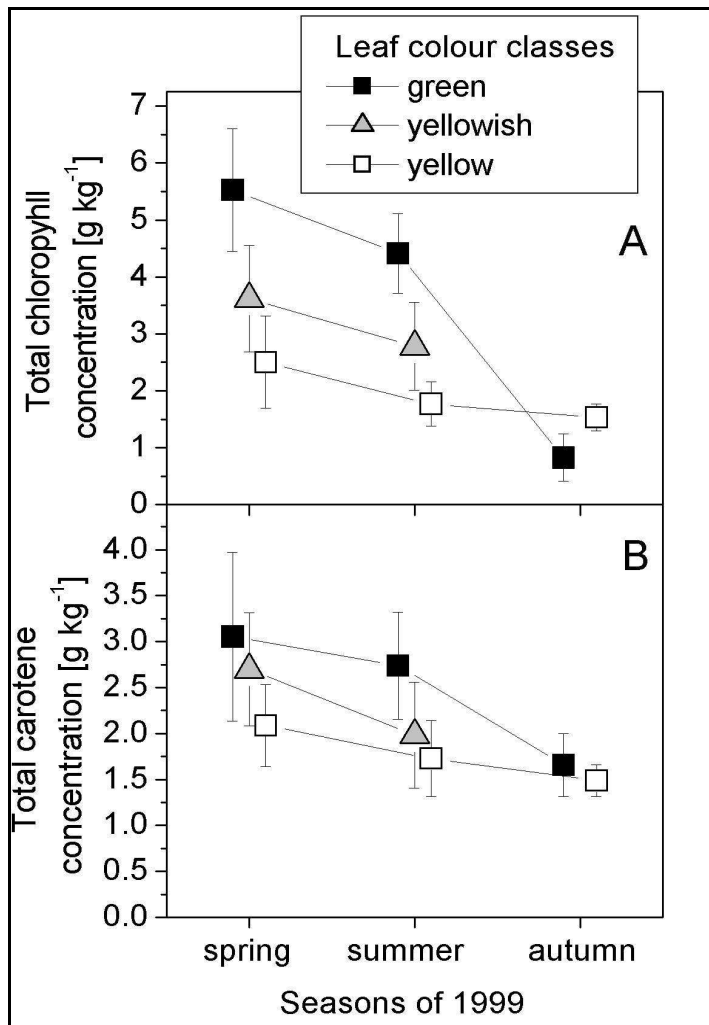 Leaf colour classes
green
yellowish
yellow
Total chloropyhll
concentration [g kg-1]
7
6
5
4
3
2
1
0
A
Total carotene
concentration [g kg-1]
4.0
3.5
3.0
2.5
2.0
1.5
1.0
0.5
0.0
B
spring summer autumn
Seasons of 1999